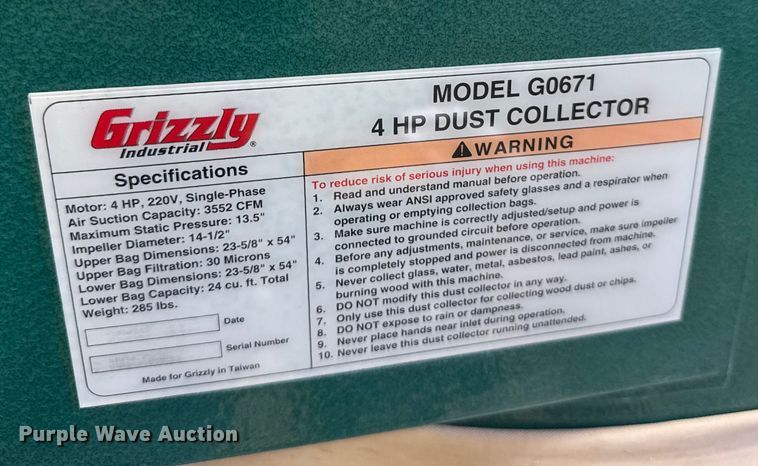 Grizzly
Industrial®
Specifications
Motor: 4 HP, 220V, Single-Phase
Air Suction Capacity: 3552 CFM
Maximum Static Pressure: 13.5"
Impeller Diameter: 14-1/2"
Upper Bag Dimensions: 23-5/8" x 54"
Upper Bag Filtration: 30 Microns
Lower Bag Dimensions: 23-5/8" x 54"
Lower Bag Capacity: 24 cu. ft. Total
Weight: 285 lbs.
Date
Serial Number
Made for Grizzly in Taiwan
MODEL G0671
4 HP DUST COLLECTOR
WARNING
To reduce risk of serious injury when using this machine:
1. Read and understand manual before operation.
2. Always wear ANSI approved safety glasses and a respirator when
operating or emptying collection bags.
3. Make sure machine is correctly adjusted/setup and power is
connected to grounded circuit before operation.
4. Before any adjustments, maintenance, or service, make sure impeller
is completely stopped and power is disconnected from machine.
5. Never collect glass, water, metal, asbestos, lead paint, ashes, or
burning wood with this machine.
6. DO NOT modify this dust collector in any way.
7. Only use this dust collector for collecting wood dust or chips.
8. DO NOT expose to rain or dampness.
9. Never place hands near inlet during operation.
10. Never leave this dust collector running unattended.
Purple Wave Auction